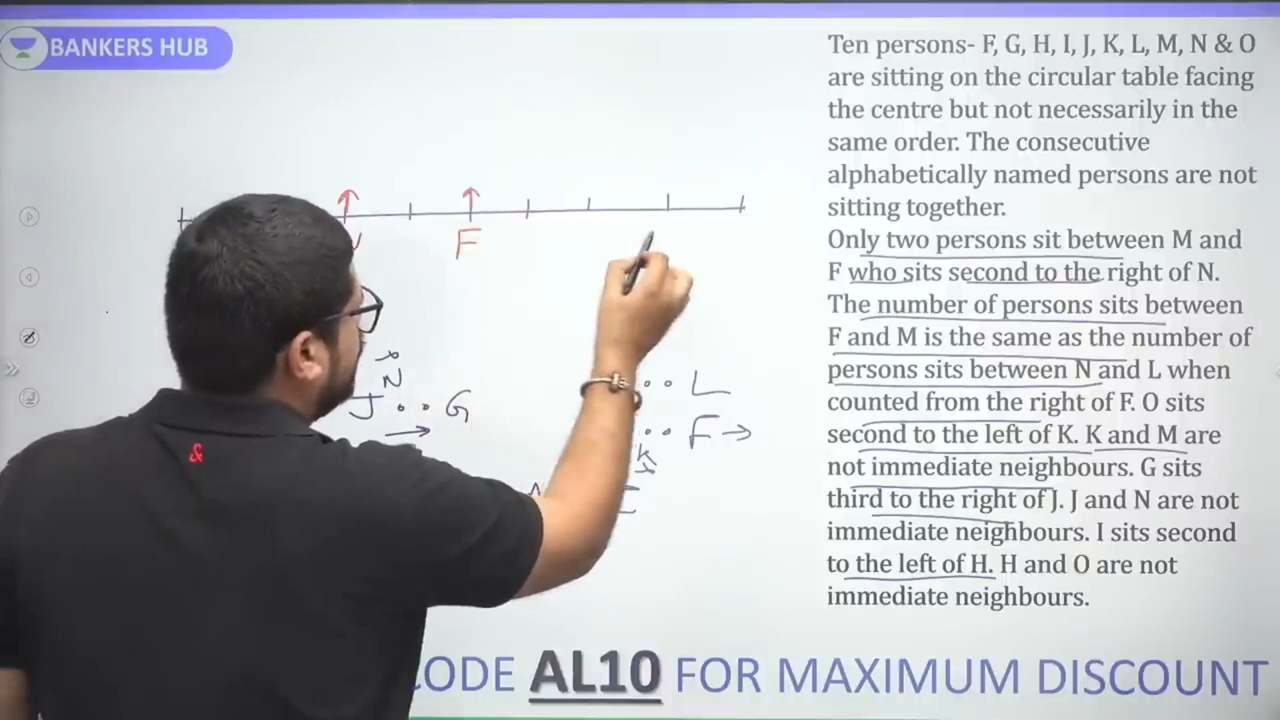 BANKERS HUB
Ten persons- F, G, H, I, J, K, L, M, N & O
are sitting on the circular table facing
the centre but not necessarily in the
same order. The consecutive
alphabetically named persons are not
sitting together.
Only two persons sit between M and
F who sits second to the right of N.
The number of persons sits between
F and M is the same as the number of
persons sits between N and L when
counted from the right of F. O sits
second to the left of K. K and M are
not immediate neighbours. G sits
third to the right of J. J and N are not
immediate neighbours. I sits second
to the left of H. H and O are not
immediate neighbours.
F
N
J
G
L
F
K
&
CODE AL10 FOR MAXIMUM DISCOUNT